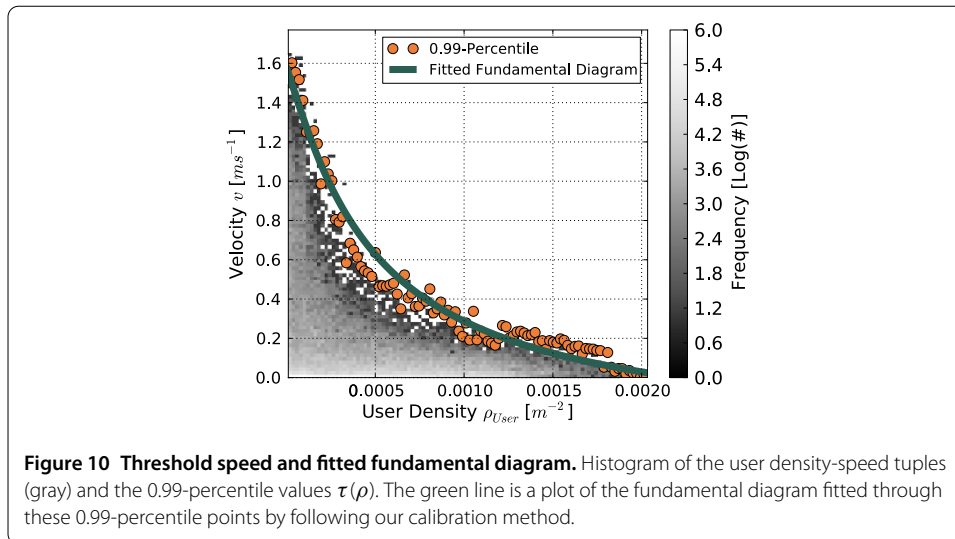 0.99-Percentile
Fitted Fundamental Diagram
1.6
1.4
1.2
1.0
0.8
0.6
0.4
0.2
0.0
Velocity v [ms⁻¹]
0.0005 0.0010 0.0015 0.0020
User Density ρ_User [m⁻²]
6.0
5.4
4.8
4.2
3.6
3.0
2.4
1.8
1.2
0.6
0.0
Frequency [Log(#)]
Figure 10 Threshold speed and fitted fundamental diagram. Histogram of the user density-speed tuples
(gray) and the 0.99-percentile values τ(ρ). The green line is a plot of the fundamental diagram fitted through
these 0.99-percentile points by following our calibration method.